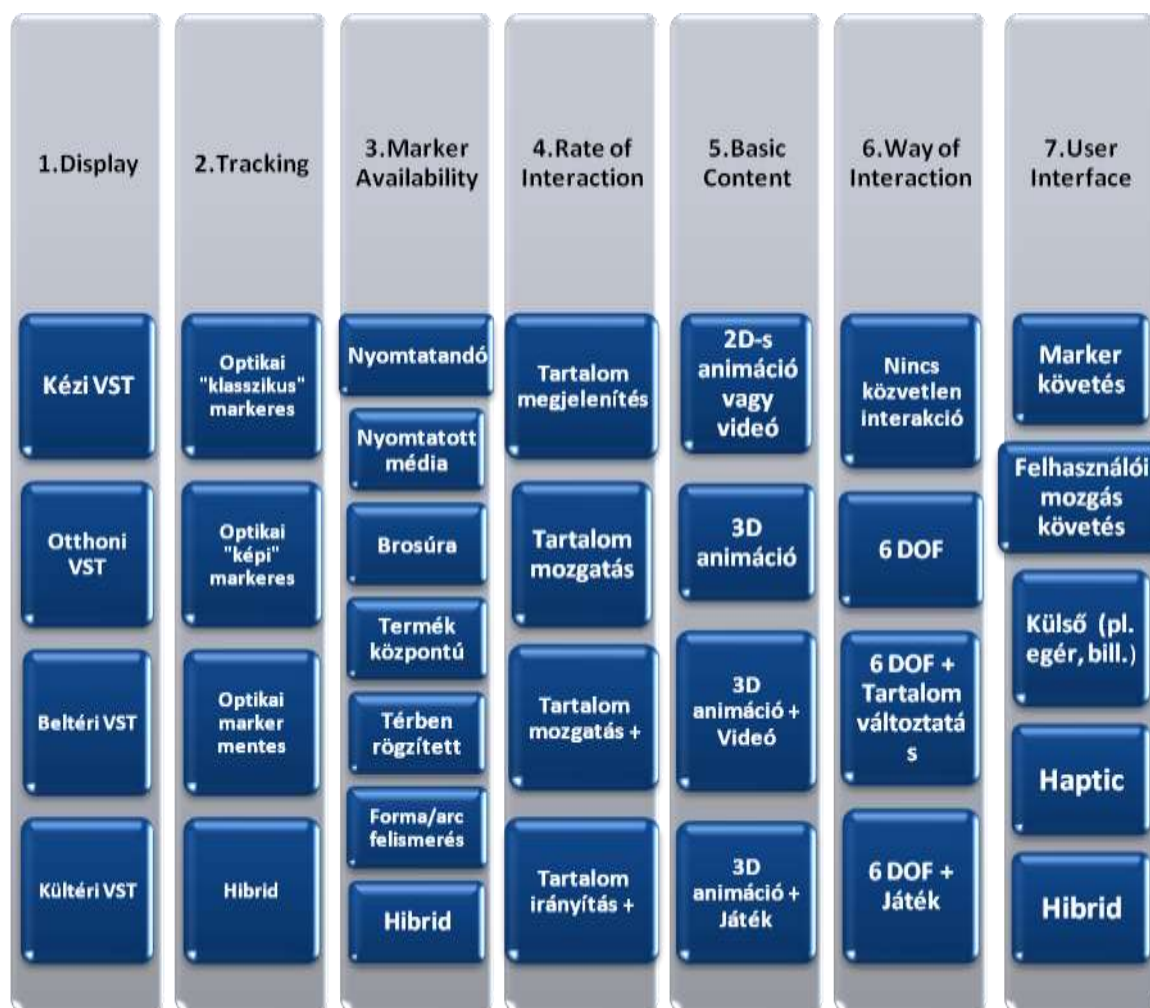 1.Display
Kézi VST
Otthoni
VST
Beltéri VST
Kültéri VST
2.Tracking
Optikai
"klasszikus"
markeres
Optikai
"képi"
markeres
Optikai
marker
mentes
Hibrid
3.Marker
Availability
Nyomtatandó
Nyomtatott
média
Brosúra
Termék
központú
Térben
rögzített
Forma/arc
felismerés
Hibrid
4.Rate of
Interaction
Tartalom
megjelenítés
Tartalom
mozgatás
Tartalom
mozgatás +
Tartalom
irányítás +
5.Basic
Content
2D-s
animáció
vagy
videó
3D
animáció
3D
animáció +
Videó
3D
animáció +
Játék
6.Way of
Interaction
Nincs
közvetlen
interakció
6 DOF
6 DOF +
Tartalom
változtatá
s
6 DOF +
Játék
7.User
Interface
Marker
követés
Felhasználói
mozgás
követés
Külső (pl.
egér, bill.)
Haptic
Hibrid